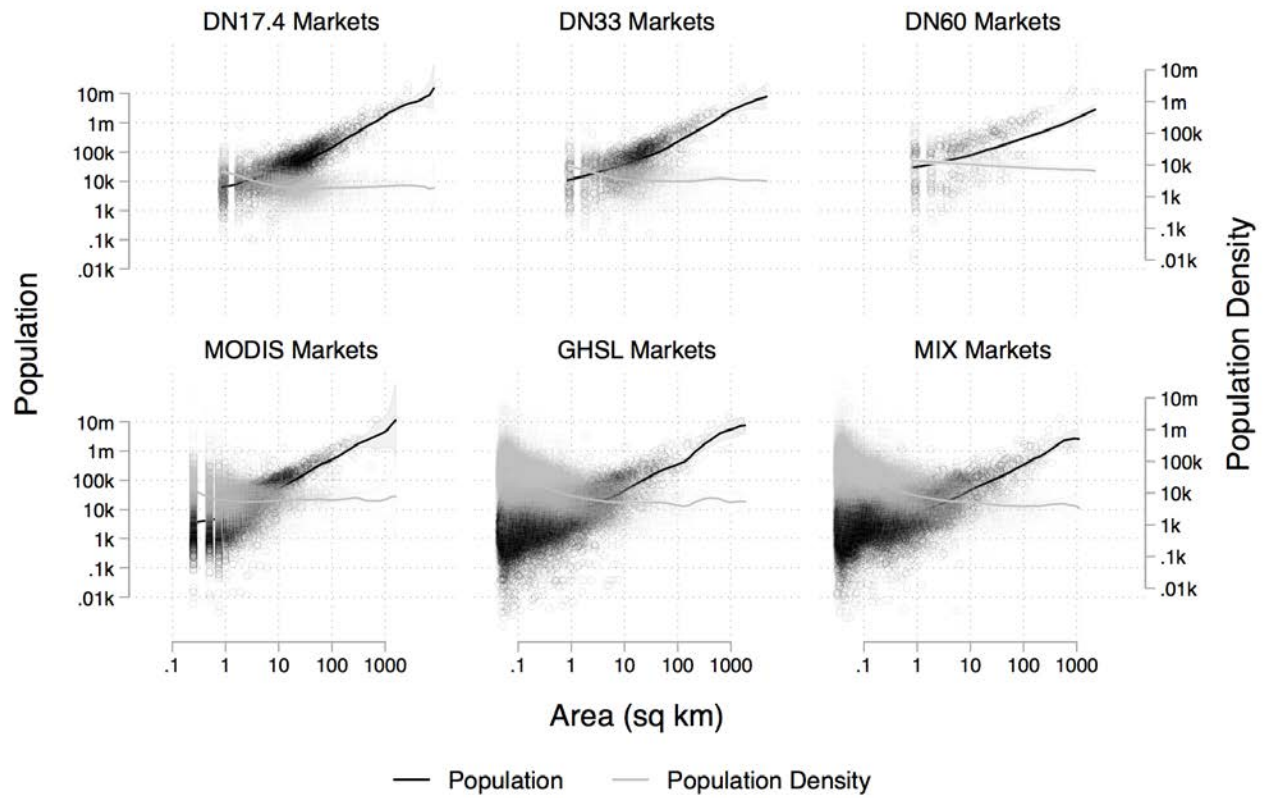 DN17.4 Markets
DN33 Markets
DN60 Markets
10m
1m
100k
10k
1k
.1k
.01k
10m
1m
100k
10k
1k
.1k
.01k
Population
Population Density
MODIS Markets
GHSL Markets
MIX Markets
10m
1m
100k
10k
1k
.1k
.01k
10m
1m
100k
10k
1k
.1k
.01k
.1 1 10 100 1000
.1 1 10 100 1000
.1 1 10 100 1000
Area (sq km)
Population
Population Density